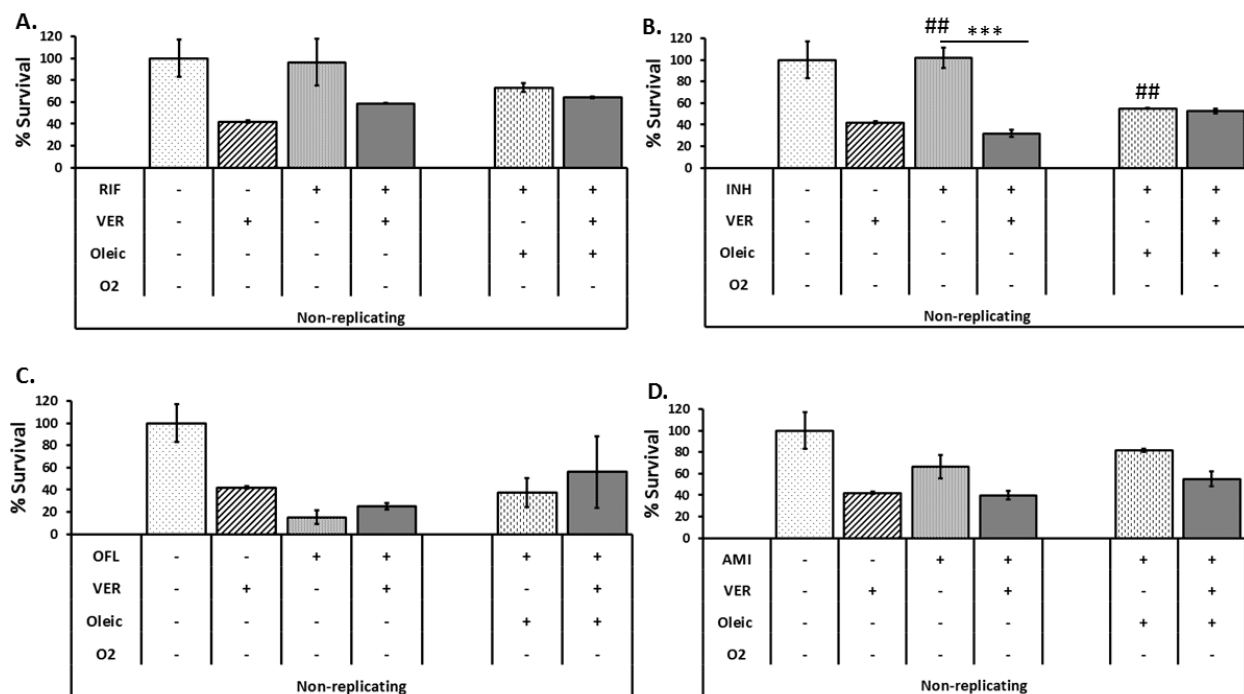 A.
% Survival
120
100
80
60
40
20
0
RIF - - + + + +
VER - + - + - +
Oleic - - - - + +
O2 - - - - - -
Non-replicating
B.
% Survival
120
100
80
60
40
20
0
## ***
##
INH - - + + + +
VER - + - + - +
Oleic - - - - + +
O2 - - - - - -
Non-replicating
C.
% Survival
120
100
80
60
40
20
0
OFL - - + + + +
VER - + - + - +
Oleic - - - - + +
O2 - - - - - -
Non-replicating
D.
% Survival
120
100
80
60
40
20
0
AMI - - + + + +
VER - + - + - +
Oleic - - - - + +
O2 - - - - - -
Non-replicating